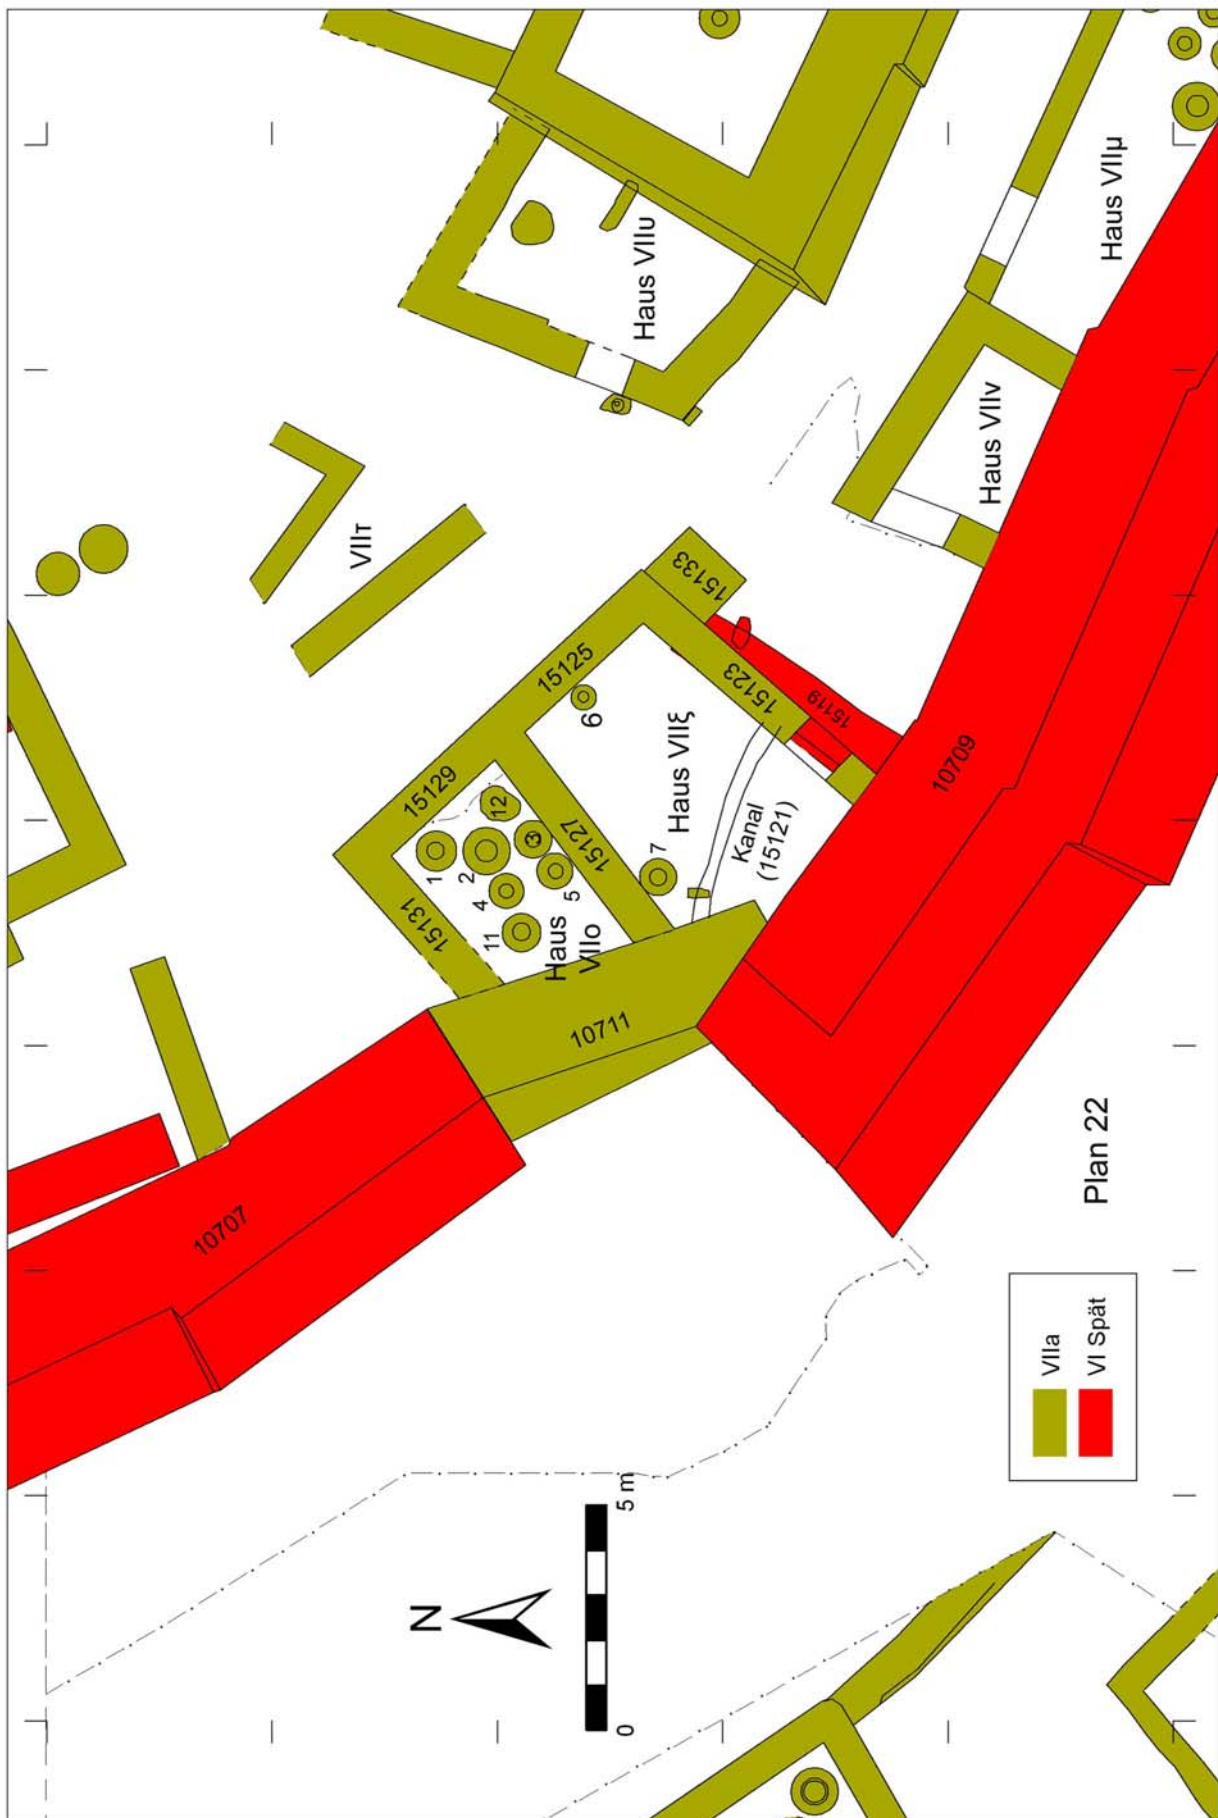 N
0
5 m
VIIa
VI Spät
Plan 22
10707
10711
10709
15131
15129
15125
15133
15127
15123
15119
1
2
4
11
12
3
5
6
7
Haus
VIIο
Haus VIIξ
Kanal
(15121)
VIIτ
Haus VIIυ
Haus VIIν
Haus VIIμ